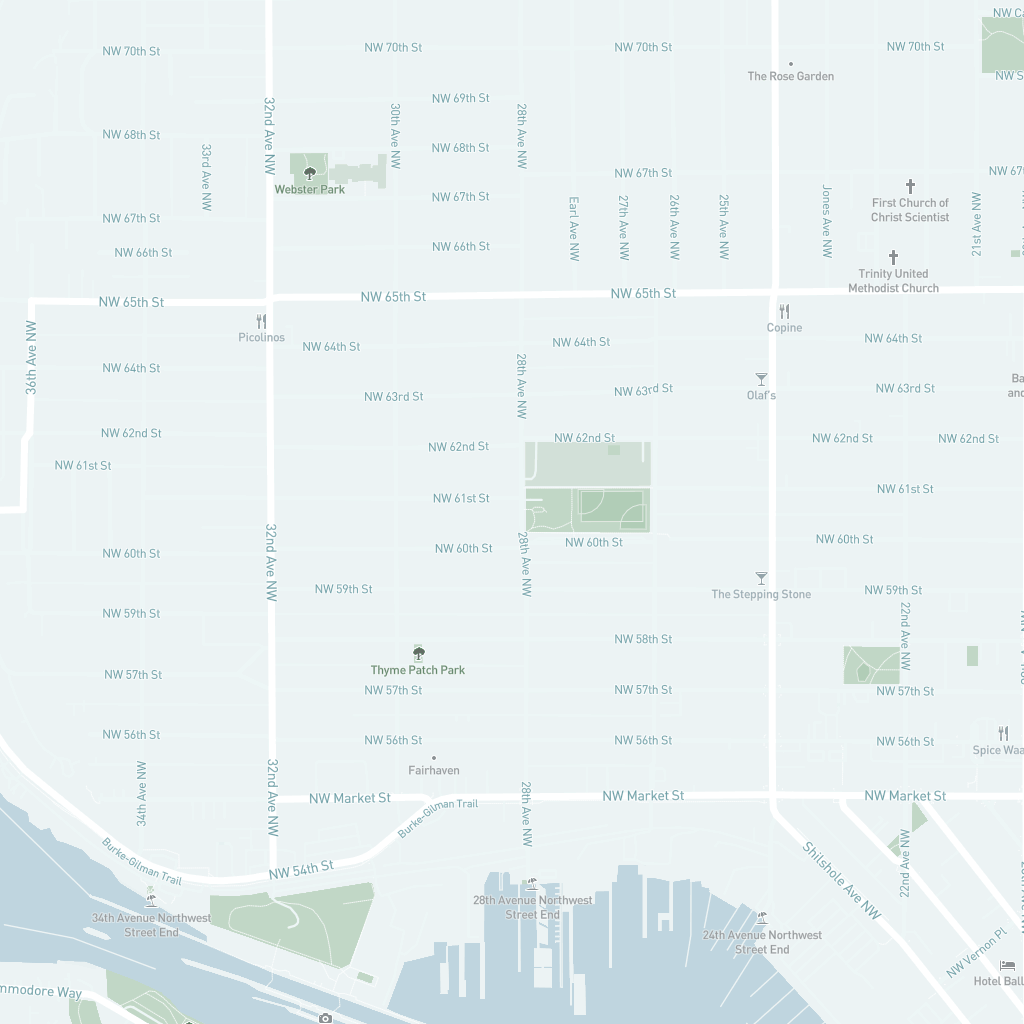 NW Ca
NW 70th St
NW 70th St
NW 70th St
NW 70th St
The Rose Garden
NW S
NW 69th St
32nd Ave NW
30th Ave NW
28th Ave NW
NW 68th St
NW 68th St
33rd Ave NW
Webster Park
NW 67th St
NW 67
NW 67th St
NW 67th St
Earl Ave NW
27th Ave NW
26th Ave NW
25th Ave NW
Jones Ave NW
First Church of
Christ Scientist
21st Ave NW
NW 66th St
NW 66th St
Trinity United
Methodist Church
NW 65th St
NW 65th St
NW 65th St
36th Ave NW
Picolinos
Copine
NW 64th St
NW 64th St
NW 64th St
NW 64th St
28th Ave NW
Olaf's
Ba
and
NW 63rd St
NW 63rd St
NW 63rd St
NW 62nd St
NW 62nd St
NW 62nd St
NW 62nd St
NW 62nd St
NW 61st St
NW 61st St
NW 61st St
32nd Ave NW
28th Ave NW
NW 60th St
NW 60th St
NW 60th St
NW 60th St
NW 59th St
NW 59th St
NW 59th St
The Stepping Stone
22nd Ave NW
NW 58th St
Thyme Patch Park
NW 57th St
NW 57th St
NW 57th St
NW 57th St
NW 56th St
NW 56th St
NW 56th St
NW 56th St
Spice Waa
Fairhaven
34th Ave NW
32nd Ave NW
28th Ave NW
NW Market St
NW Market St
NW Market St
Burke-Gilman Trail
Burke-Gilman Trail
NW 54th St
Shilshole Ave NW
22nd Ave NW
34th Avenue Northwest
Street End
28th Avenue Northwest
Street End
24th Avenue Northwest
Street End
NW Vernon Pl
Hotel Ball
mmodore Way